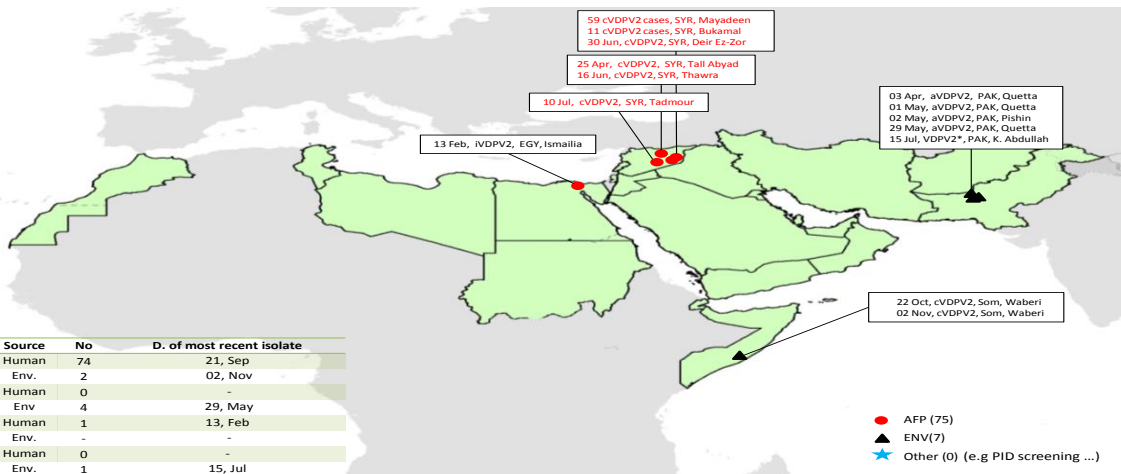 59 cVDPV2 cases, SYR, Mayadeen
11 cVDPV2 cases, SYR, Bukamal
30 Jun, cVDPV2, SYR, Deir Ez-Zor
25 Apr, cVDPV2, SYR, Tall Abyad
16 Jun, cVDPV2, SYR, Thawra
10 Jul, cVDPV2, SYR, Tadmour
13 Feb, iVDPV2, EGY, Ismailia
03 Apr, aVDPV2, PAK, Quetta
01 May, aVDPV2, PAK, Quetta
02 May, aVDPV2, PAK, Pishin
29 May, aVDPV2, PAK, Quetta
15 Jul, VDPV2*, PAK, K. Abdullah
22 Oct, cVDPV2, Som, Waberi
02 Nov, cVDPV2, Som, Waberi
Source No D. of most recent isolate
Human 74 21, Sep
Env. 2 02, Nov
Human 0 -
Env 4 29, May
Human 1 13, Feb
Env. - -
Human 0 -
Env. 1 15, Jul
AFP (75)
ENV(7)
Other (0) (e.g PID screening ...)